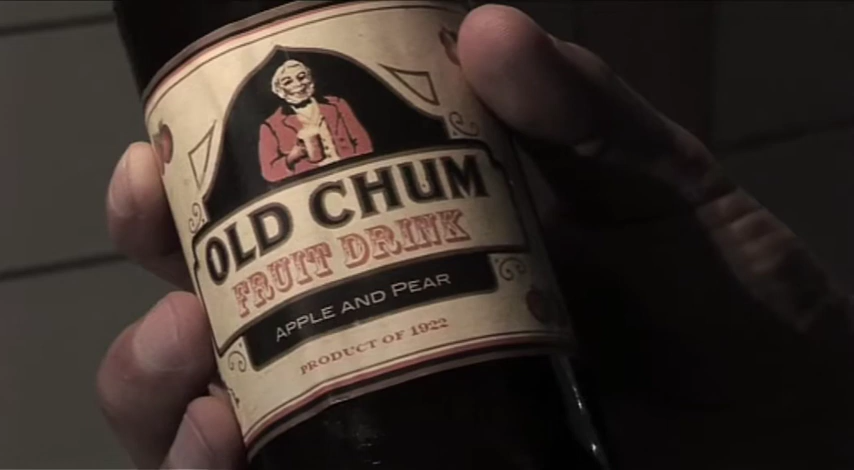 OLD CHUM
FRUIT DRINK
APPLE AND PEAR
PRODUCT OF 1922